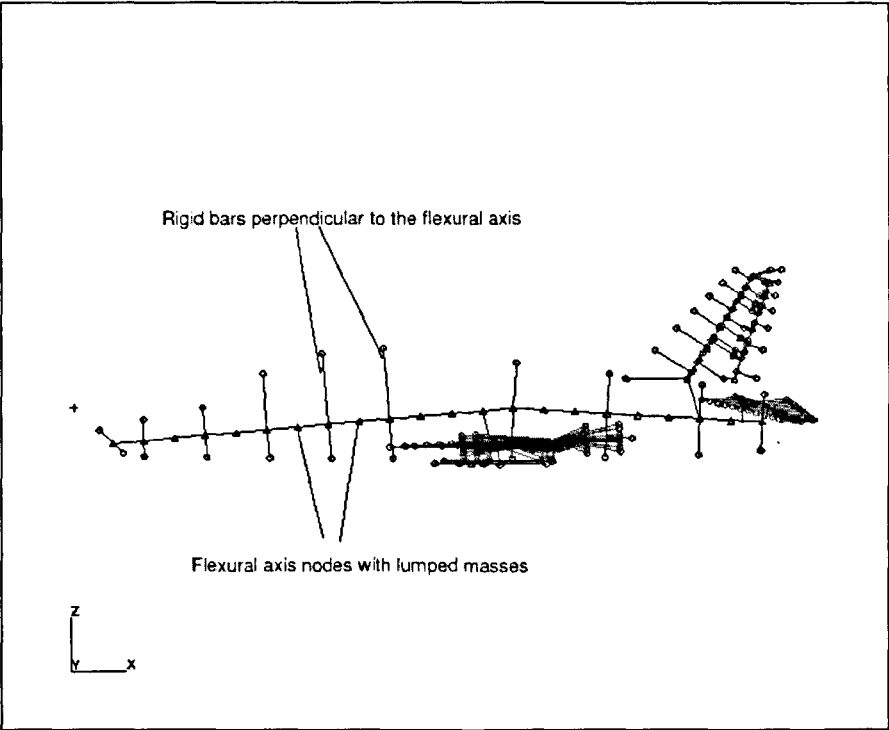 Rigid bars perpendicular to the flexural axis
Flexural axis nodes with lumped masses
Z
Y X